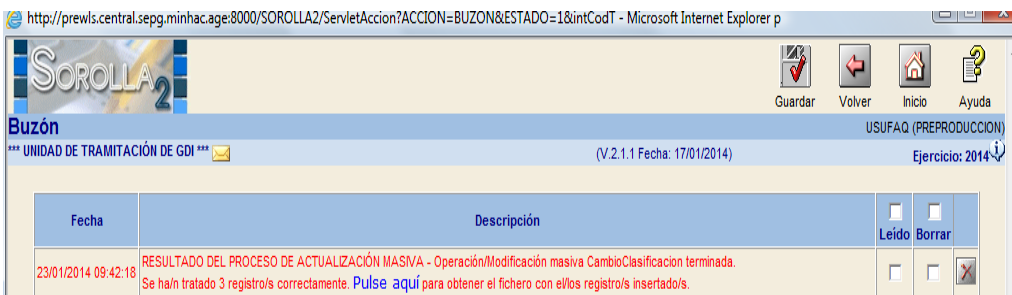 http://prewls.central.sepg.minhac.age:8000/SOROLLA2/ServletAccion?ACCION=BUZON&ESTADO=1&intCodT - Microsoft Internet Explorer p
SOROLLA2
Guardar Volver Inicio Ayuda
Buzón USUFAQ (PREPRODUCCION)
*** UNIDAD DE TRAMITACIÓN DE GDI *** (V.2.1.1 Fecha: 17/01/2014) Ejercicio: 2014
Fecha Descripción Leído Borrar
23/01/2014 09:42:18 RESULTADO DEL PROCESO DE ACTUALIZACIÓN MASIVA - Operación/Modificación masiva CambioClasificacion terminada.
Se ha/n tratado 3 registro/s correctamente. Pulse aquí para obtener el fichero con el/los registro/s insertado/s.